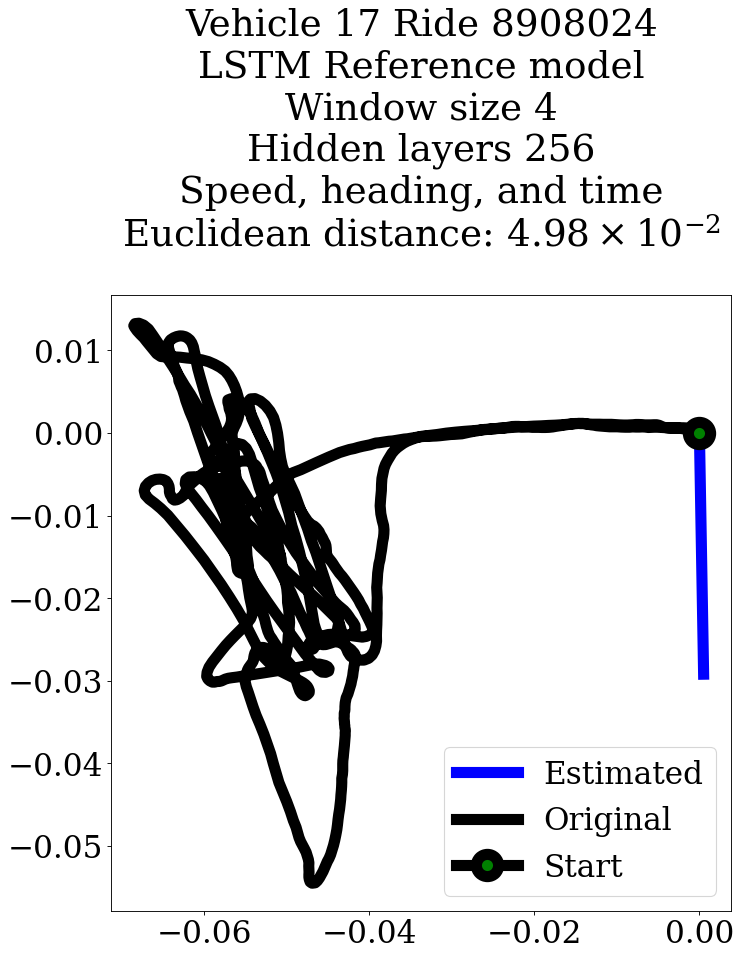 Vehicle 17 Ride 8908024
LSTM Reference model
Window size 4
Hidden layers 256
Speed, heading, and time
Euclidean distance: 4.98 × 10⁻²
0.01
0.00
−0.01
−0.02
−0.03
−0.04
−0.05
Estimated
Original
Start
−0.06
−0.04
−0.02
0.00